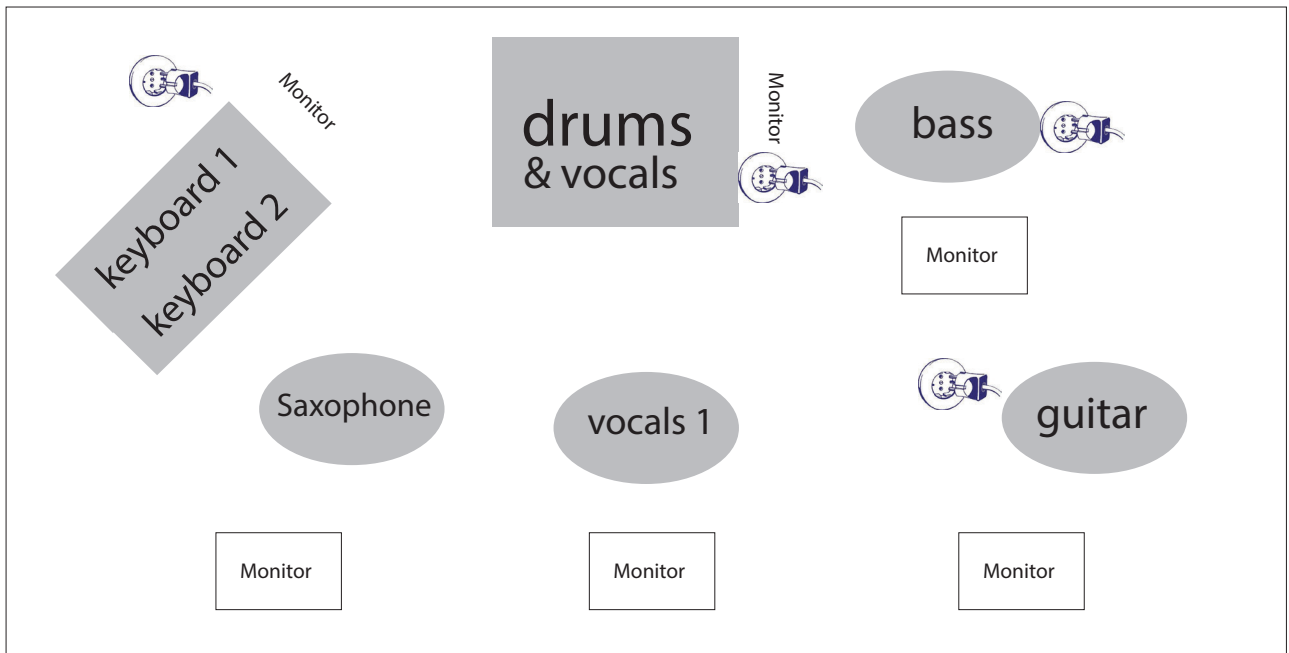 Monitor
keyboard 1
keyboard 2
drums
& vocals
Monitor
bass
Monitor
Saxophone
vocals 1
guitar
Monitor
Monitor
Monitor